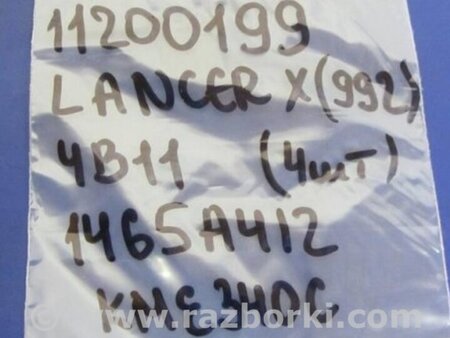 11200199
LANCER X (992)
4B11 (4шт)
1465A412
www.razborki.com